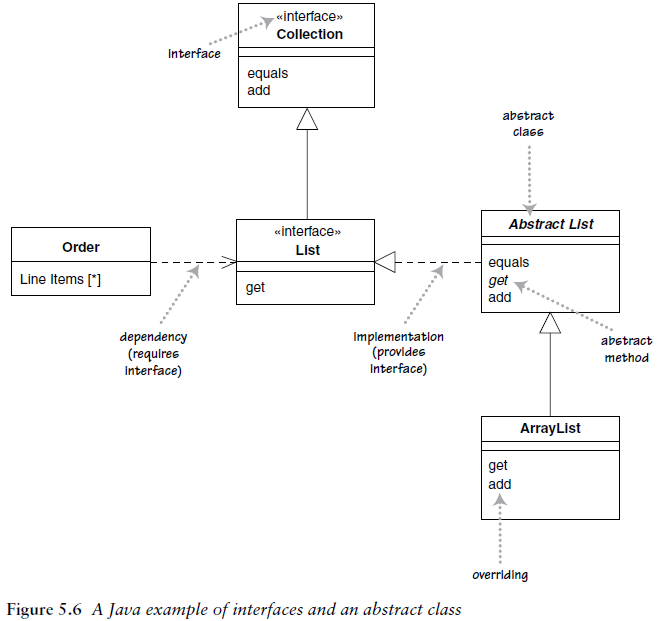 «interface»
Collection
interface
equals
add
abstract
class
«interface»
List
get
Abstract List
equals
get
add
Order
Line Items [*]
dependency
(requires
interface)
implementation
(provides
interface)
abstract
method
ArrayList
get
add
overriding
Figure 5.6 A Java example of interfaces and an abstract class